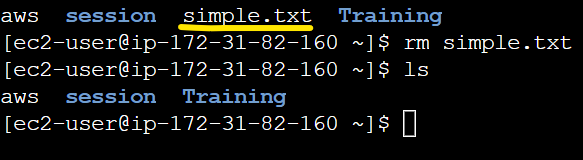 aws  session  simple.txt  Training
[ec2-user@ip-172-31-82-160 ~]$ rm simple.txt
[ec2-user@ip-172-31-82-160 ~]$ ls
aws  session  Training
[ec2-user@ip-172-31-82-160 ~]$